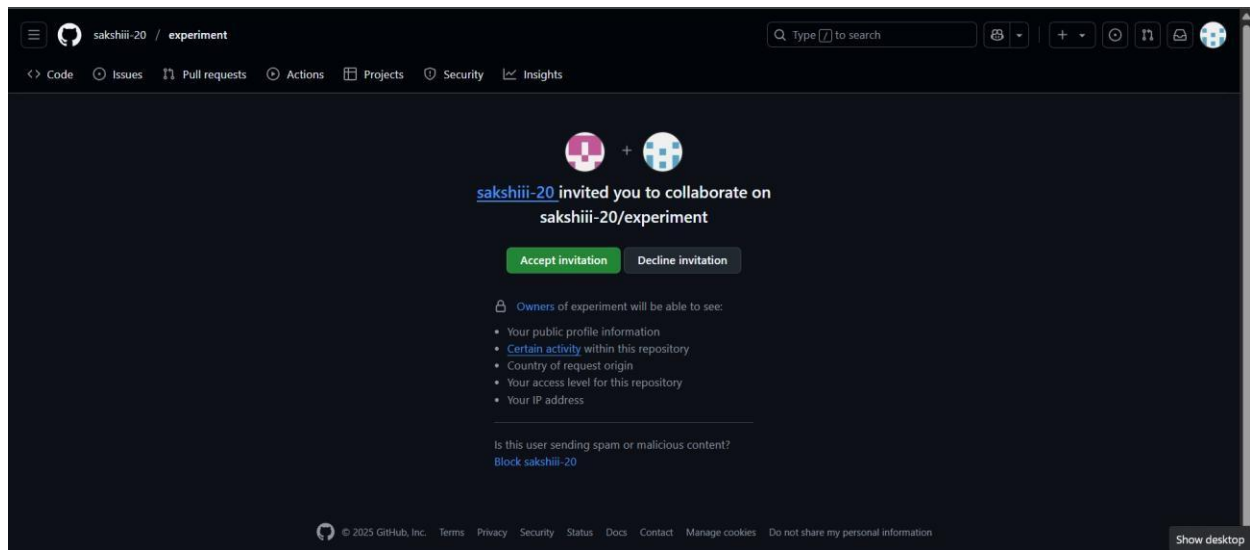 sakshiii-20 / experiment
Type / to search
Code Issues Pull requests Actions Projects Security Insights
sakshiii-20 invited you to collaborate on
sakshiii-20/experiment
Accept invitation Decline invitation
Owners of experiment will be able to see:
• Your public profile information
• Certain activity within this repository
• Country of request origin
• Your access level for this repository
• Your IP address
Is this user sending spam or malicious content?
Block sakshiii-20
© 2025 GitHub, Inc. Terms Privacy Security Status Docs Contact Manage cookies Do not share my personal information
Show desktop